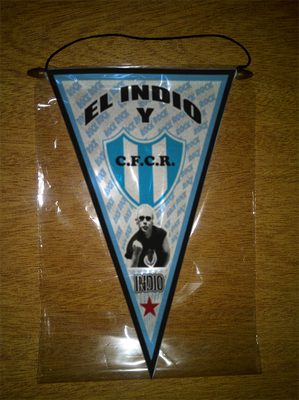 EL INDIO
Y
C.F.C.R.
INDIO